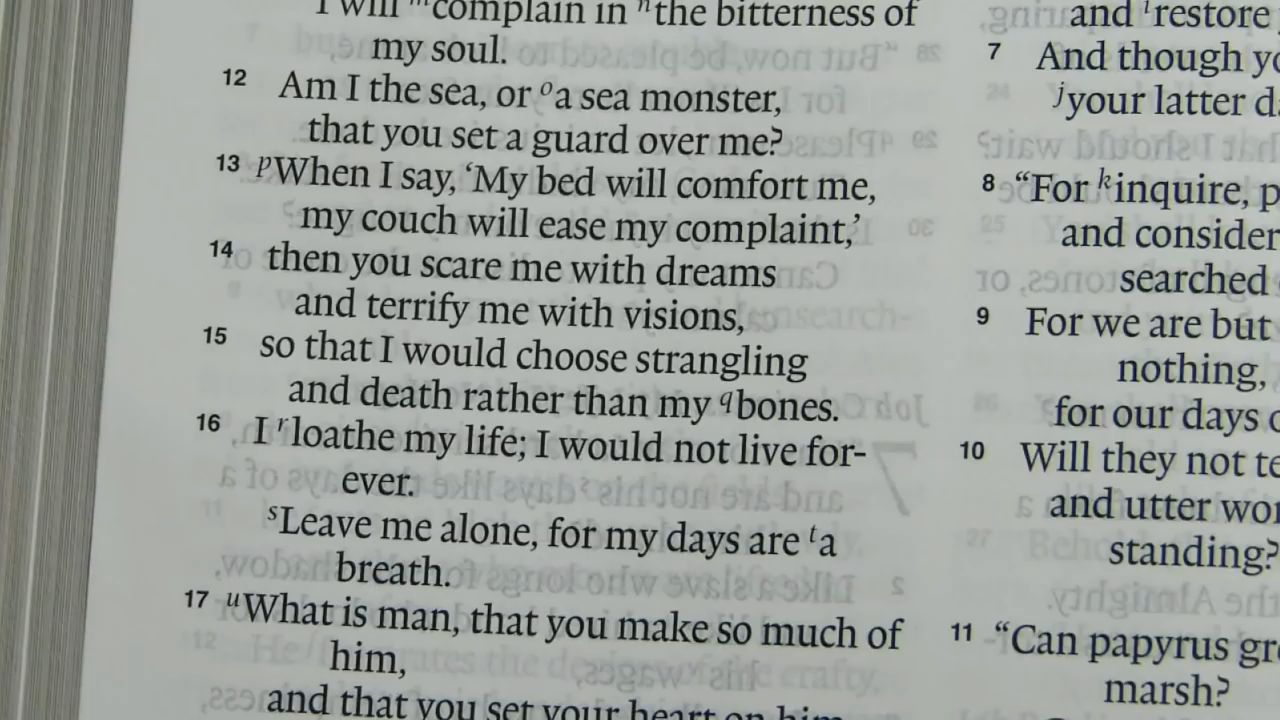 I will m complain in n the bitterness of
my soul.
12 Am I the sea, or o a sea monster,
that you set a guard over me?
13 p When I say, ‘My bed will comfort me,
my couch will ease my complaint,’
14 then you scare me with dreams
and terrify me with visions,
15 so that I would choose strangling
and death rather than my q bones.
16 I r loathe my life; I would not live for-
ever.
s Leave me alone, for my days are t a
breath.
17 u What is man, that you make so much of
him,
and that you set your heart on him
and i restore
7 And though
j your latter
8 “For k inquire,
and consider
searched
9 For we are but
nothing,
for our days
10 Will they not
and utter
standing?
11 “Can papyrus
marsh?